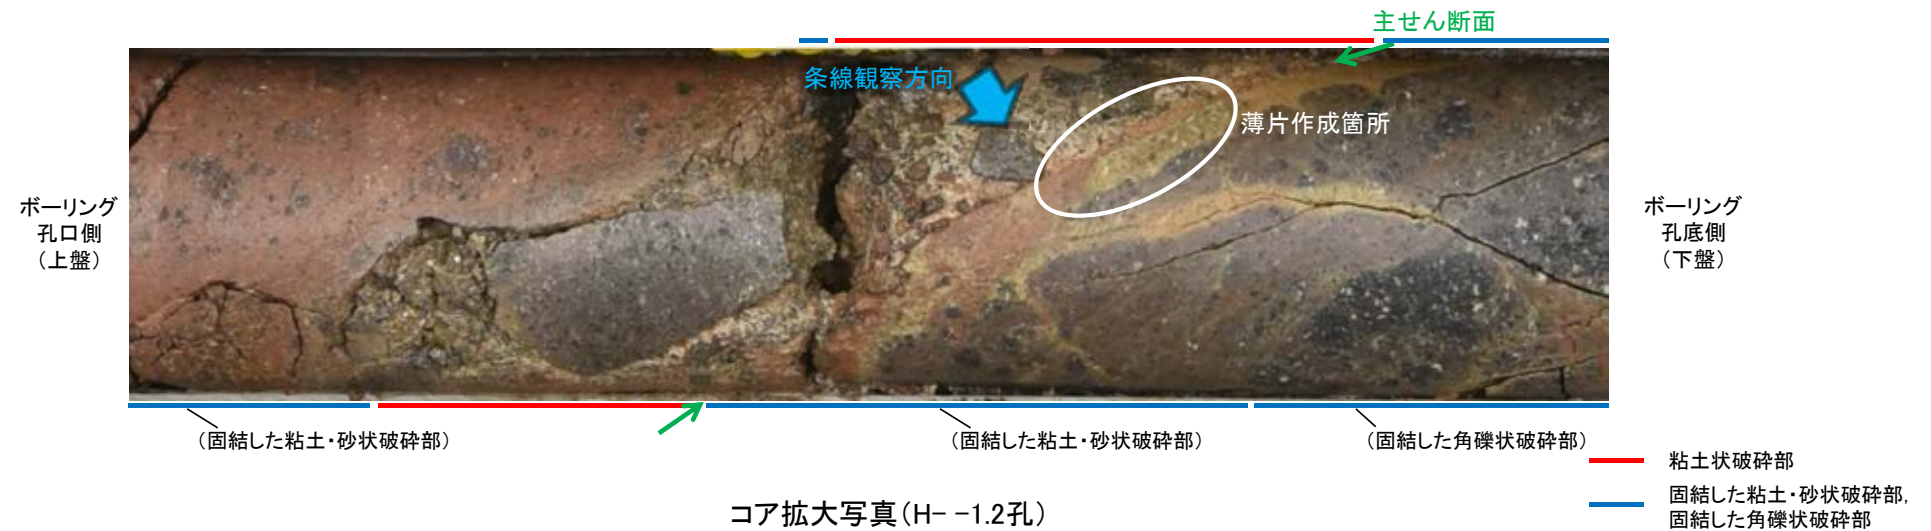 主せん断面
条線観察方向
薄片作成箇所
ボーリング
孔口側
（上盤）
ボーリング
孔底側
（下盤）
（固結した粘土・砂状破砕部）
（固結した粘土・砂状破砕部）
（固結した角礫状破砕部）
粘土状破砕部
固結した粘土・砂状破砕部，
固結した角礫状破砕部
コア拡大写真（H- -1.2孔）